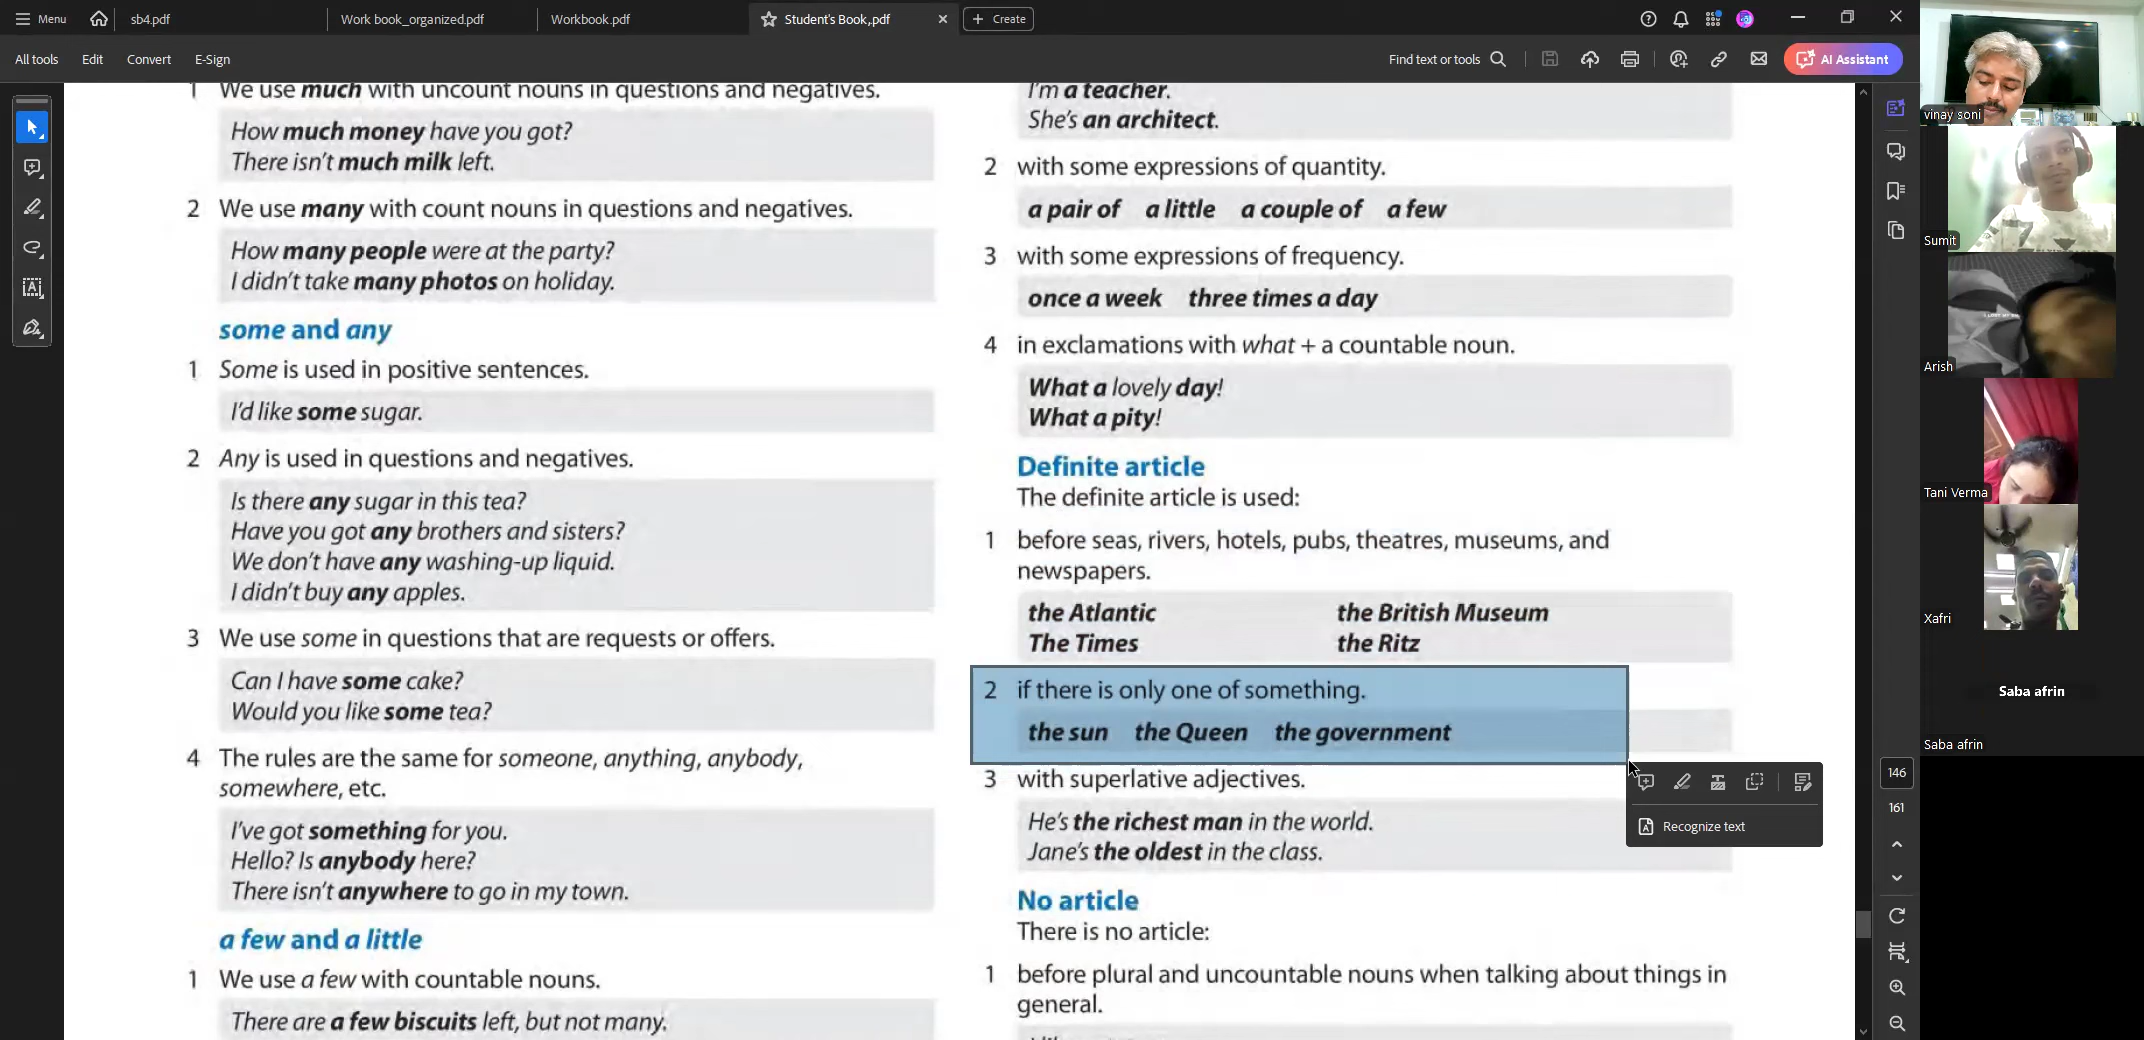 Menu
sb4.pdf
Work book_organized.pdf
Workbook.pdf
Student's Book,.pdf
Create
All tools
Edit
Convert
E-Sign
Find text or tools
AI Assistant
1 We use much with uncount nouns in questions and negatives.
How much money have you got?
There isn't much milk left.
2 We use many with count nouns in questions and negatives.
How many people were at the party?
I didn't take many photos on holiday.
some and any
1 Some is used in positive sentences.
I'd like some sugar.
2 Any is used in questions and negatives.
Is there any sugar in this tea?
Have you got any brothers and sisters?
We don't have any washing-up liquid.
I didn't buy any apples.
3 We use some in questions that are requests or offers.
Can I have some cake?
Would you like some tea?
4 The rules are the same for someone, anything, anybody,
somewhere, etc.
I've got something for you.
Hello? Is anybody here?
There isn't anywhere to go in my town.
a few and a little
1 We use a few with countable nouns.
There are a few biscuits left, but not many.
I'm a teacher.
She's an architect.
2 with some expressions of quantity.
a pair of a little a couple of a few
3 with some expressions of frequency.
once a week three times a day
4 in exclamations with what + a countable noun.
What a lovely day!
What a pity!
Definite article
The definite article is used:
1 before seas, rivers, hotels, pubs, theatres, museums, and
newspapers.
the Atlantic the British Museum
The Times the Ritz
2 if there is only one of something.
the sun the Queen the government
3 with superlative adjectives.
He's the richest man in the world.
Jane's the oldest in the class.
No article
There is no article:
1 before plural and uncountable nouns when talking about things in
general.
Recognize text
146
161
vinay soni
Sumit
Arish
Tani Verma
Xafri
Saba afrin
Saba afrin